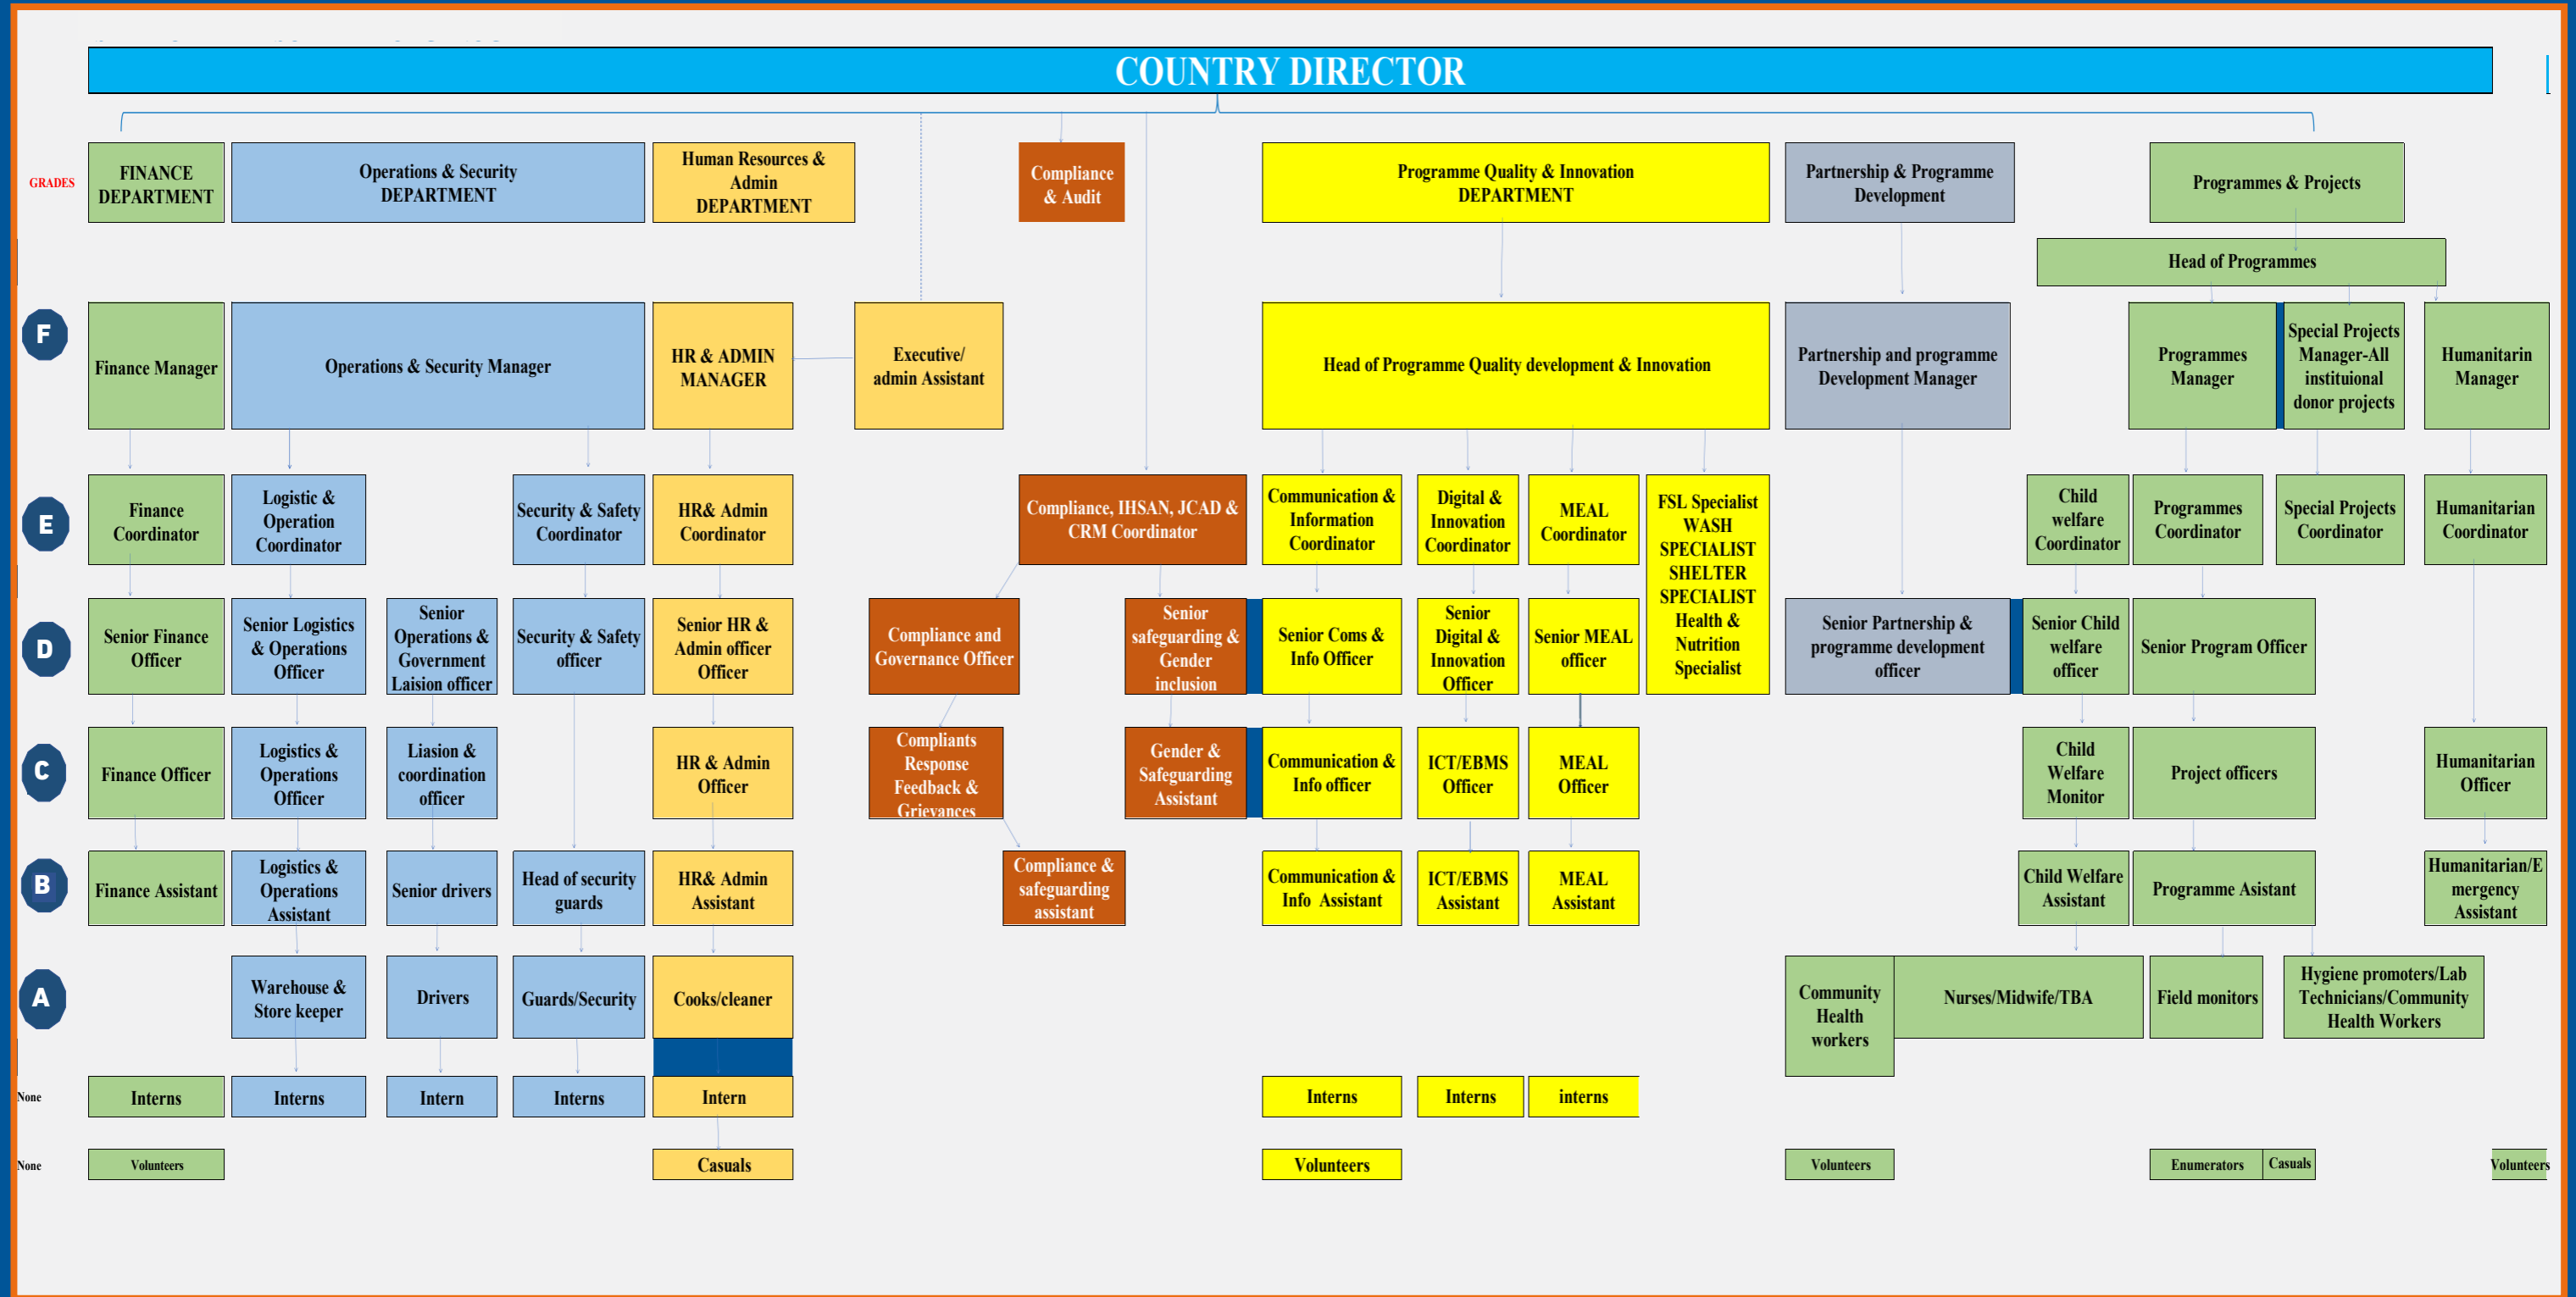 COUNTRY DIRECTOR
GRADES
FINANCE
DEPARTMENT
Operations & Security
DEPARTMENT
Human Resources &
Admin
DEPARTMENT
Compliance
& Audit
Programme Quality & Innovation
DEPARTMENT
Partnership & Programme
Development
Programmes & Projects
Head of Programmes
F
Finance Manager
Operations & Security Manager
HR & ADMIN
MANAGER
Executive/
admin Assistant
Head of Programme Quality development & Innovation
Partnership and programme
Development Manager
Programmes
Manager
Special Projects
Manager-All
instituional
donor projects
Humanitarin
Manager
E
Finance
Coordinator
Logistic &
Operation
Coordinator
Security & Safety
Coordinator
HR& Admin
Coordinator
Compliance, IHSAN, JCAD &
CRM Coordinator
Communication &
Information
Coordinator
Digital &
Innovation
Coordinator
MEAL
Coordinator
FSL Specialist
WASH
SPECIALIST
SHELTER
SPECIALIST
Health &
Nutrition
Specialist
Child
welfare
Coordinator
Programmes
Coordinator
Special Projects
Coordinator
Humanitarian
Coordinator
D
Senior Finance
Officer
Senior Logistics
& Operations
Officer
Senior
Operations &
Government
Laision officer
Security & Safety
officer
Senior HR &
Admin officer
Officer
Compliance and
Governance Officer
Senior
safeguarding &
Gender
inclusion
Senior Coms &
Info Officer
Senior
Digital &
Innovation
Officer
Senior MEAL
officer
Senior Partnership &
programme development
officer
Senior Child
welfare
officer
Senior Program Officer
C
Finance Officer
Logistics &
Operations
Officer
Liasion &
coordination
officer
HR & Admin
Officer
Compliants
Response
Feedback &
Grievances
Gender &
Safeguarding
Assistant
Communication &
Info officer
ICT/EBMS
Officer
MEAL
Officer
Child
Welfare
Monitor
Project officers
Humanitarian
Officer
B
Finance Assistant
Logistics &
Operations
Assistant
Senior drivers
Head of security
guards
HR& Admin
Assistant
Compliance &
safeguarding
assistant
Communication &
Info Assistant
ICT/EBMS
Assistant
MEAL
Assistant
Child Welfare
Assistant
Programme Asistant
Humanitarian/E
mergency
Assistant
A
Warehouse &
Store keeper
Drivers
Guards/Security
Cooks/cleaner
Community
Health
workers
Nurses/Midwife/TBA
Field monitors
Hygiene promoters/Lab
Technicians/Community
Health Workers
None
Interns
Interns
Intern
Interns
Intern
Interns
Interns
interns
None
Volunteers
Casuals
Volunteers
Volunteers
Enumerators
Casuals
Volunteers